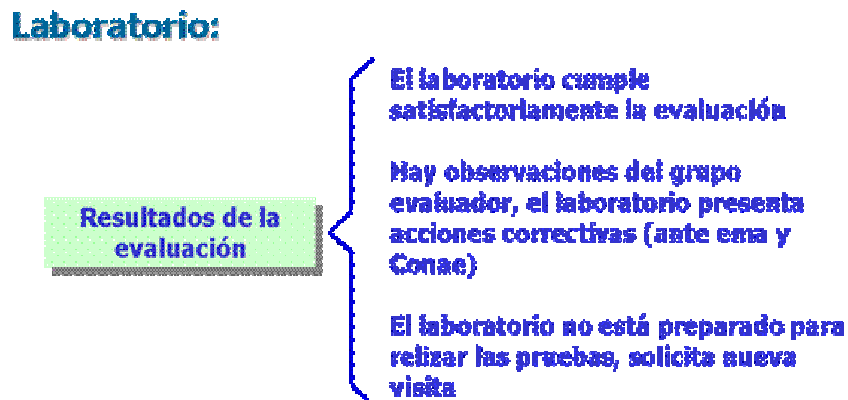 Laboratorio:
El laboratorio cumple
satisfactoriamente la evaluación
Hay observaciones del grupo
evaluador, el laboratorio presenta
acciones correctivas (ante ema y
Conae)
Resultados de la
evaluación
El laboratorio no está preparado para
relizar las pruebas, solicita nueva
visita